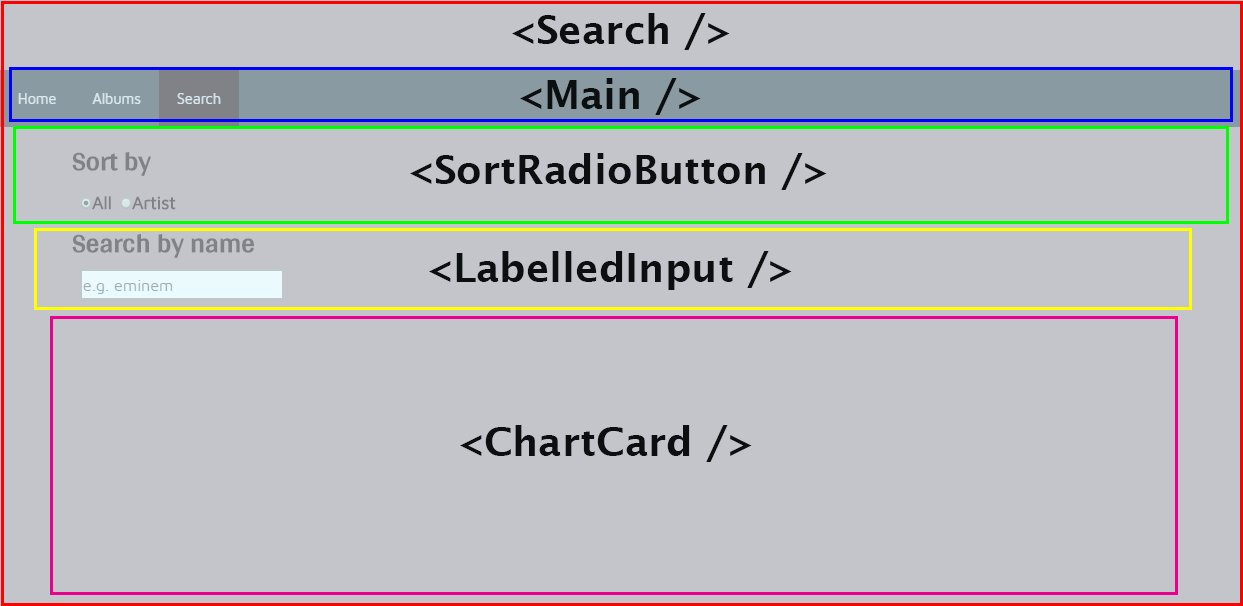 <Search />
Home Albums Search <Main />
Sort by
<SortRadioButton />
All Artist
Search by name
<LabelledInput />
e.g. eminem
<ChartCard />